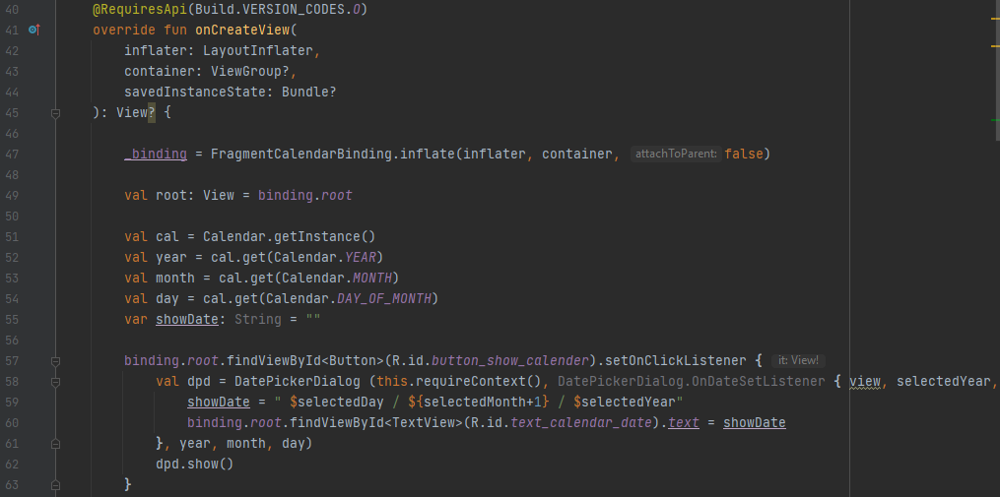 40 @RequiresApi(Build.VERSION_CODES.O)
41 override fun onCreateView(
42 inflater: LayoutInflater,
43 container: ViewGroup?,
44 savedInstanceState: Bundle?
45 ): View? {
46
47 _binding = FragmentCalendarBinding.inflate(inflater, container, attachToParent: false)
48
49 val root: View = binding.root
50
51 val cal = Calendar.getInstance()
52 val year = cal.get(Calendar.YEAR)
53 val month = cal.get(Calendar.MONTH)
54 val day = cal.get(Calendar.DAY_OF_MONTH)
55 var showDate: String = ""
56
57 binding.root.findViewById<Button>(R.id.button_show_calender).setOnClickListener { it: View!
58 val dpd = DatePickerDialog (this.requireContext(), DatePickerDialog.OnDateSetListener { view, selectedYear,
59 showDate = " $selectedDay / ${selectedMonth+1} / $selectedYear"
60 binding.root.findViewById<TextView>(R.id.text_calendar_date).text = showDate
61 }, year, month, day)
62 dpd.show()
63 }